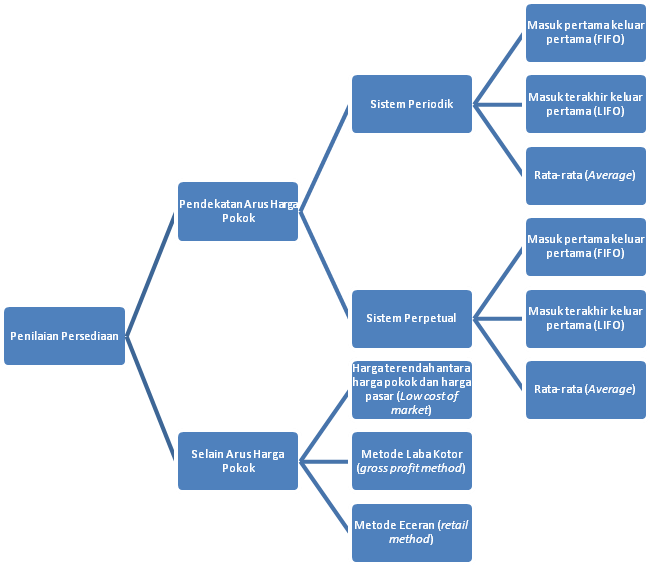 Masuk pertama keluar
pertama (FIFO)
Sistem Periodik
Masuk terakhir keluar
pertama (LIFO)
Rata-rata (Average)
Pendekatan Arus Harga
Pokok
Masuk pertama keluar
pertama (FIFO)
Sistem Perpetual
Masuk terakhir keluar
pertama (LIFO)
Rata-rata (Average)
Penilaian Persediaan
Harga terendah antara
harga pokok dan harga
pasar (Low cost of
market)
Selain Arus Harga
Pokok
Metode Laba Kotor
(gross profit method)
Metode Eceran (retail
method)